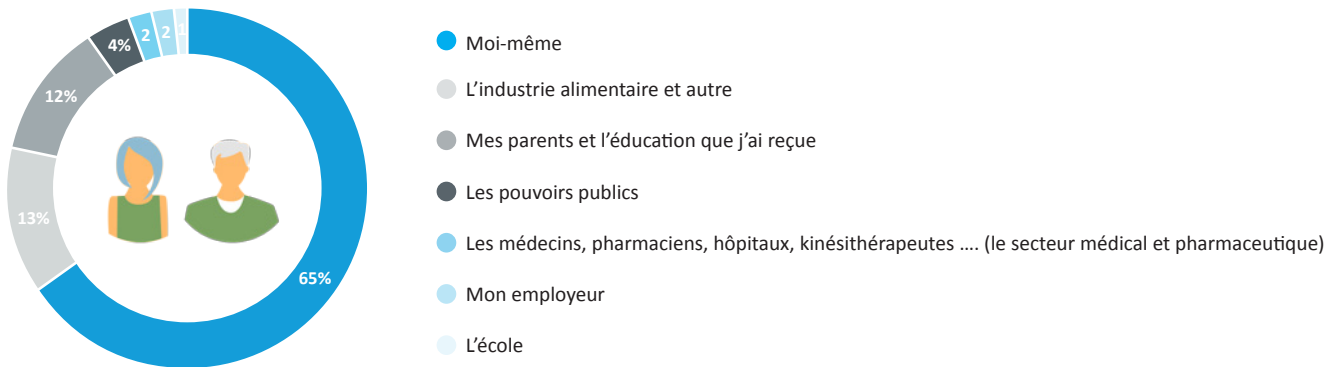 1
2
2
4%
12%
13%
65%
Moi-même
L'industrie alimentaire et autre
Mes parents et l'éducation que j'ai reçue
Les pouvoirs publics
Les médecins, pharmaciens, hôpitaux, kinésithérapeutes .... (le secteur médical et pharmaceutique)
Mon employeur
L'école